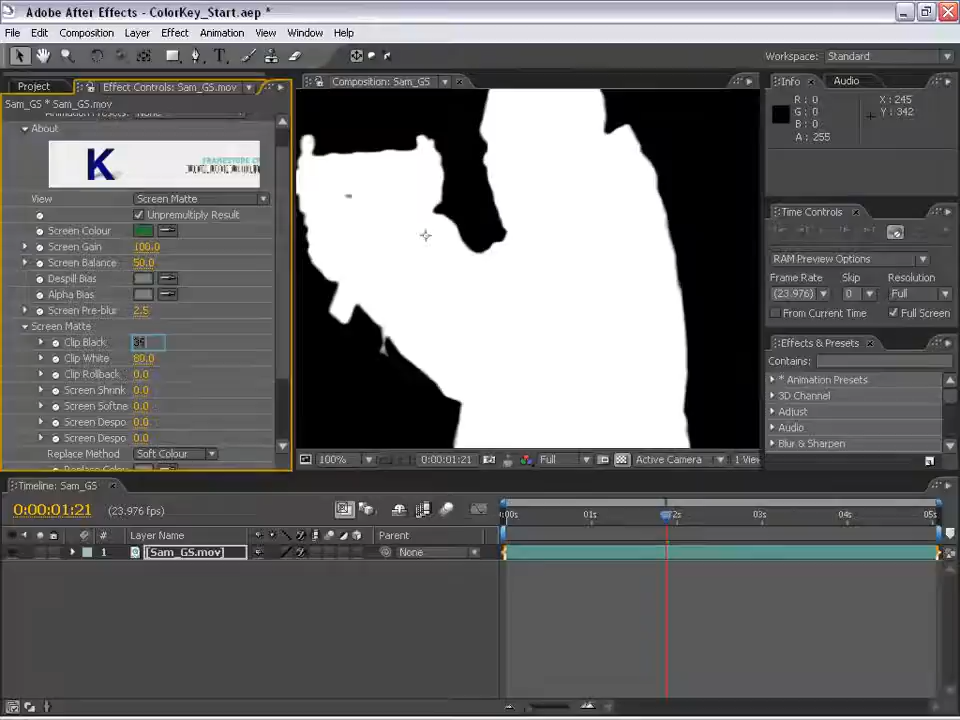 Adobe After Effects - ColorKey_Start.aep *
File Edit Composition Layer Effect Animation View Window Help
Workspace: Standard
Project Effect Controls: Sam_GS.mov
Composition: Sam_GS
Info Audio
Sam_GS * Sam_GS.mov
R: 0
G: 0
B: 0
A: 255
X: 245
Y: 342
About
K
FRAMESTORE
View Screen Matte
Unpremultiply Result
Screen Colour
Screen Gain 100.0
Screen Balance 50.0
Despill Bias
Alpha Bias
Screen Pre-blur 2.5
Screen Matte
Clip Black 35
Clip White 80.0
Clip Rollback 0.0
Screen Shrink 0.0
Screen Softne 0.0
Screen Despo 0.0
Screen Despo 0.0
Replace Method Soft Colour
Time Controls
RAM Preview Options
Frame Rate Skip Resolution
(23.976) 0 Full
From Current Time Full Screen
Effects & Presets
Contains:
* Animation Presets
3D Channel
Adjust
Audio
Blur & Sharpen
100% 0:00:01:21 Full Active Camera 1 View
Timeline: Sam_GS
0:00:01:21 (23.976 fps)
:00s 01s 2s 03s 04s 05s
# Layer Name Parent
1 [Sam_GS.mov] None